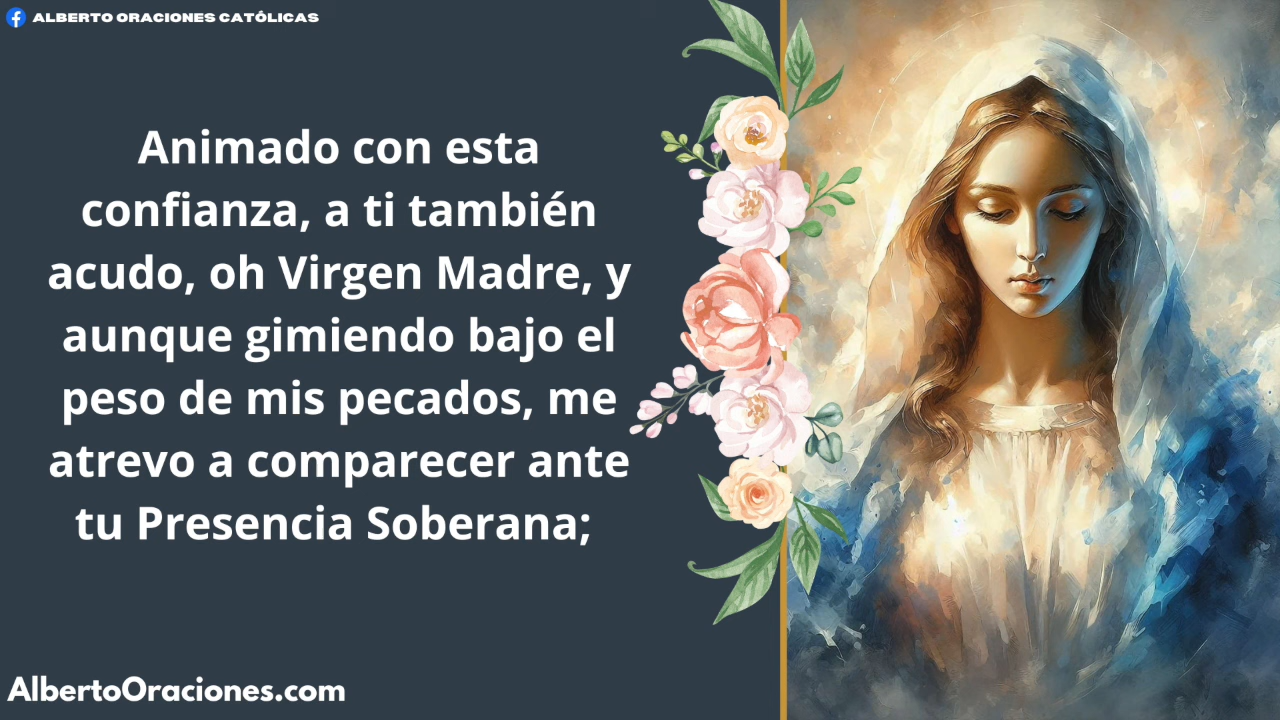 ALBERTO ORACIONES CATÓLICAS
Animado con esta
confianza, a ti también
acudo, oh Virgen Madre, y
aunque gimiendo bajo el
peso de mis pecados, me
atrevo a comparecer ante
tu Presencia Soberana;
AlbertoOraciones.com